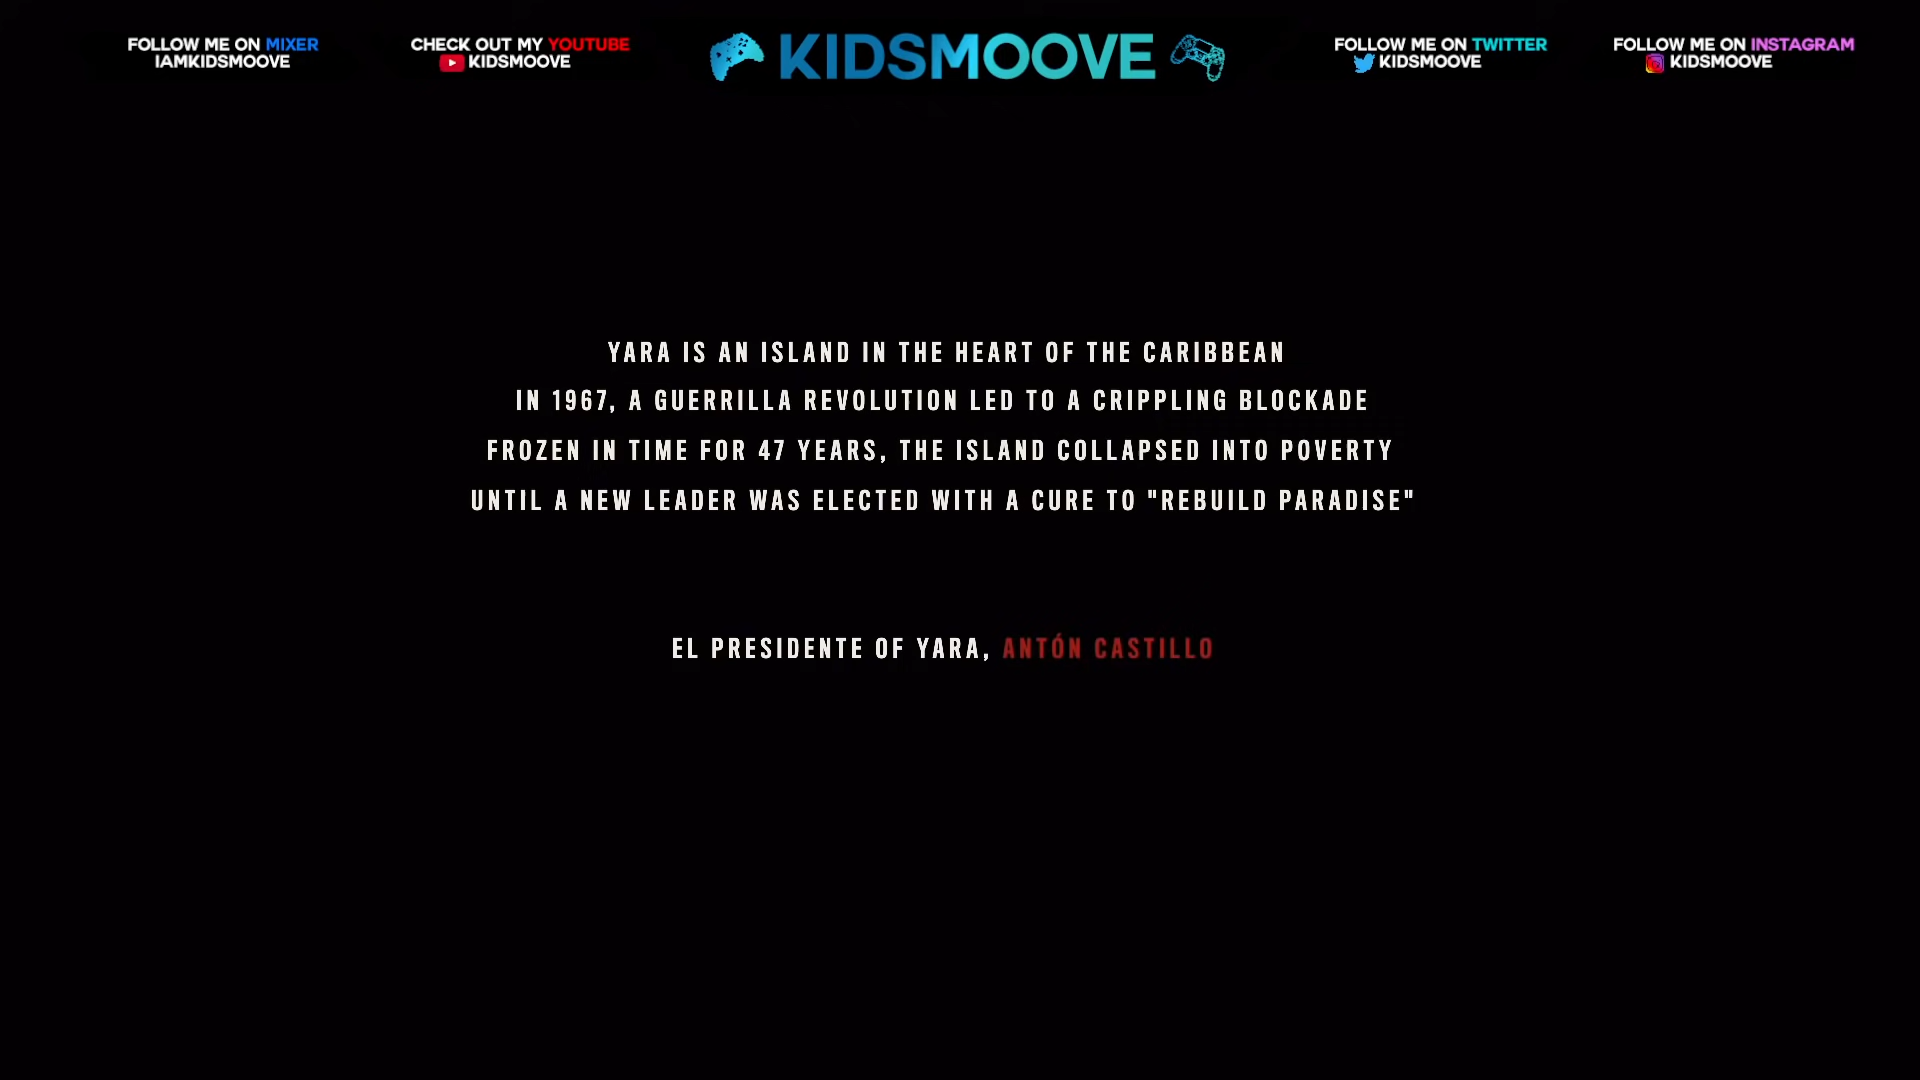 FOLLOW ME ON MIXER
IAMKIDSMOOVE
CHECK OUT MY YOUTUBE
KIDSMOOVE
KIDSMOOVE
FOLLOW ME ON TWITTER
KIDSMOOVE
FOLLOW ME ON INSTAGRAM
KIDSMOOVE
YARA IS AN ISLAND IN THE HEART OF THE CARIBBEAN
IN 1967, A GUERRILLA REVOLUTION LED TO A CRIPPLING BLOCKADE
FROZEN IN TIME FOR 47 YEARS, THE ISLAND COLLAPSED INTO POVERTY
UNTIL A NEW LEADER WAS ELECTED WITH A CURE TO "REBUILD PARADISE"
EL PRESIDENTE OF YARA, ANTÓN CASTILLO